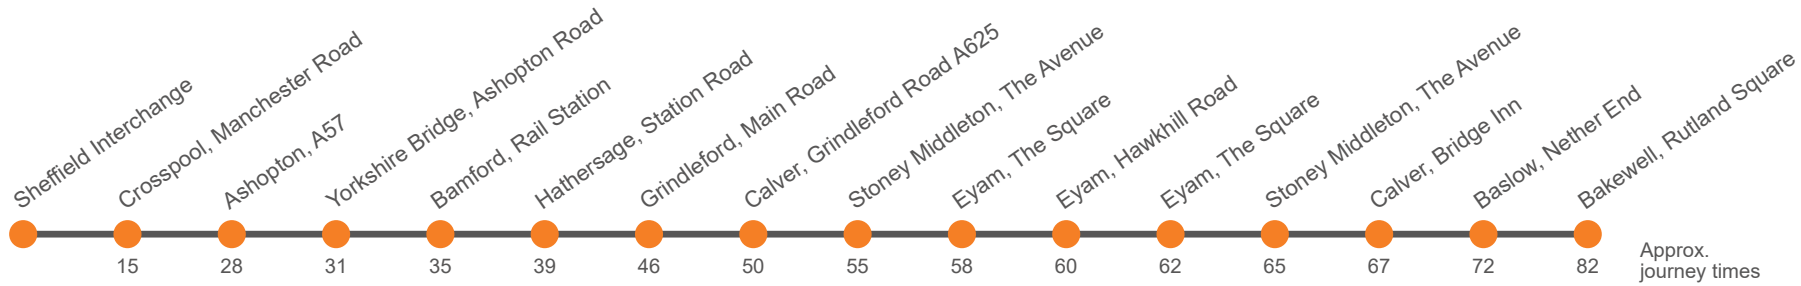 Sheffield Interchange
Crosspool, Manchester Road
Ashopton, A57
Yorkshire Bridge, Ashopton Road
Bamford, Rail Station
Hathersage, Station Road
Grindleford, Main Road
Calver, Grindleford Road A625
Stoney Middleton, The Avenue
Eyam, The Square
Eyam, Hawkhill Road
Eyam, The Square
Stoney Middleton, The Avenue
Calver, Bridge Inn
Baslow, Nether End
Bakewell, Rutland Square
15 28 31 35 39 46 50 55 58 60 62 65 67 72 82
Approx.
journey times